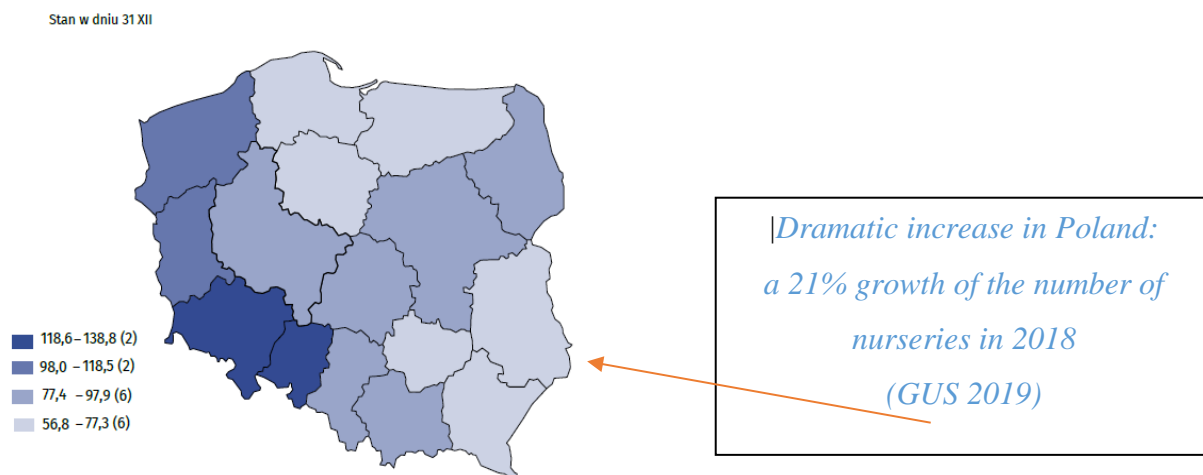 Stan w dniu 31 XII
118,6 – 138,8 (2)
98,0 – 118,5 (2)
77,4 – 97,9 (6)
56,8 – 77,3 (6)
Dramatic increase in Poland:
a 21% growth of the number of
nurseries in 2018
(GUS 2019)